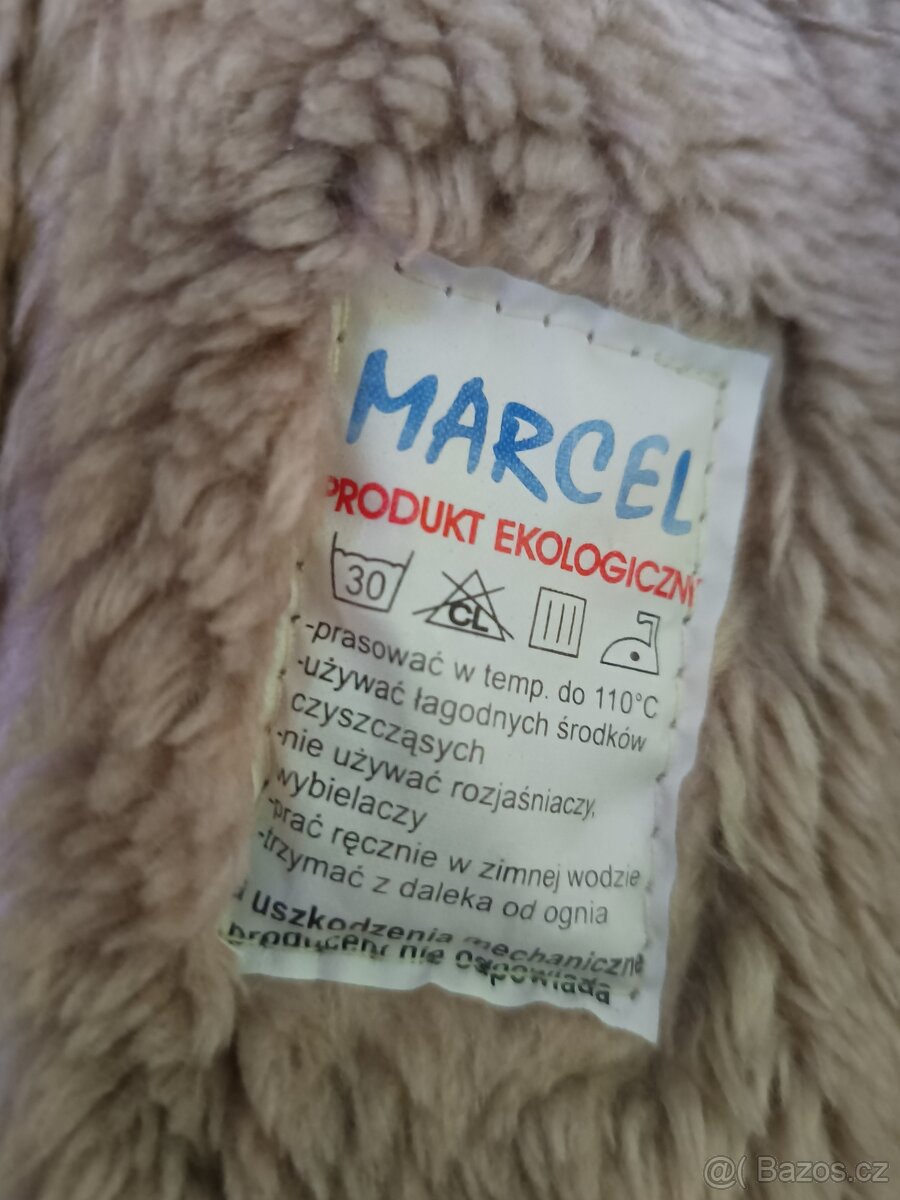 MARCEL
PRODUKT EKOLOGICZNY
30 CL
-prasować w temp. do 110°C
-używać łagodnych środków
czyszcząsych
-nie używać rozjaśniaczy,
wybielaczy
-prać ręcznie w zimnej wodzie
-trzymać z daleka od ognia
uszkodzenia mechaniczne
producent nie odpowiada
@( Bazos.cz